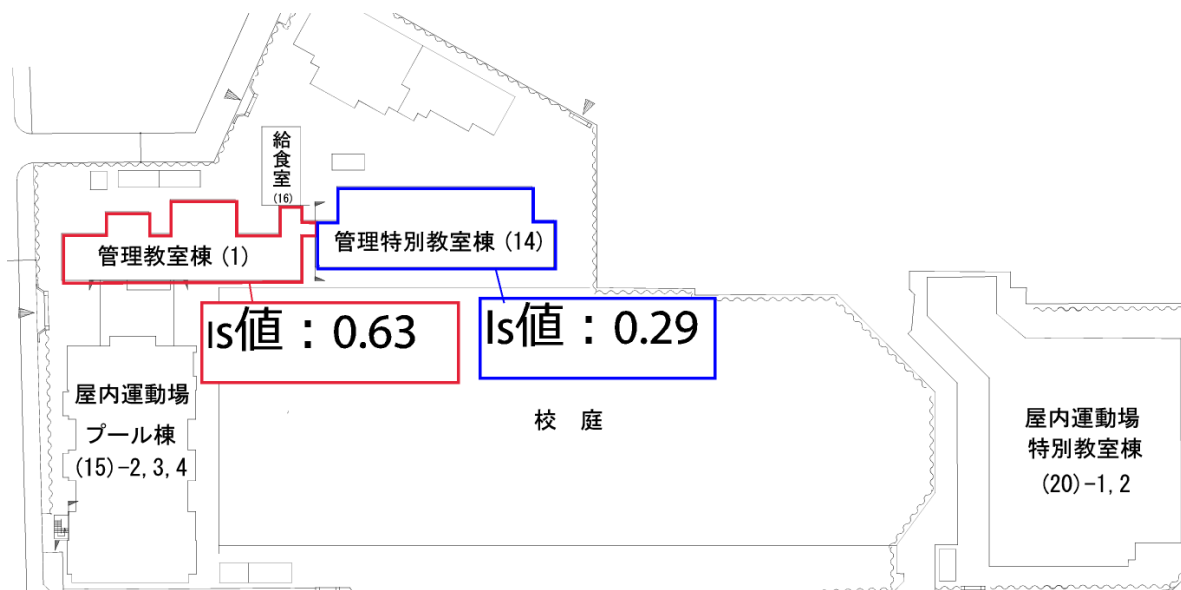 給食室
(16)
管理教室棟(1)
管理特別教室棟(14)
Is値：0.63
Is値：0.29
屋内運動場
プール棟
(15)-2,3,4
校 庭
屋内運動場
特別教室棟
(20)-1,2